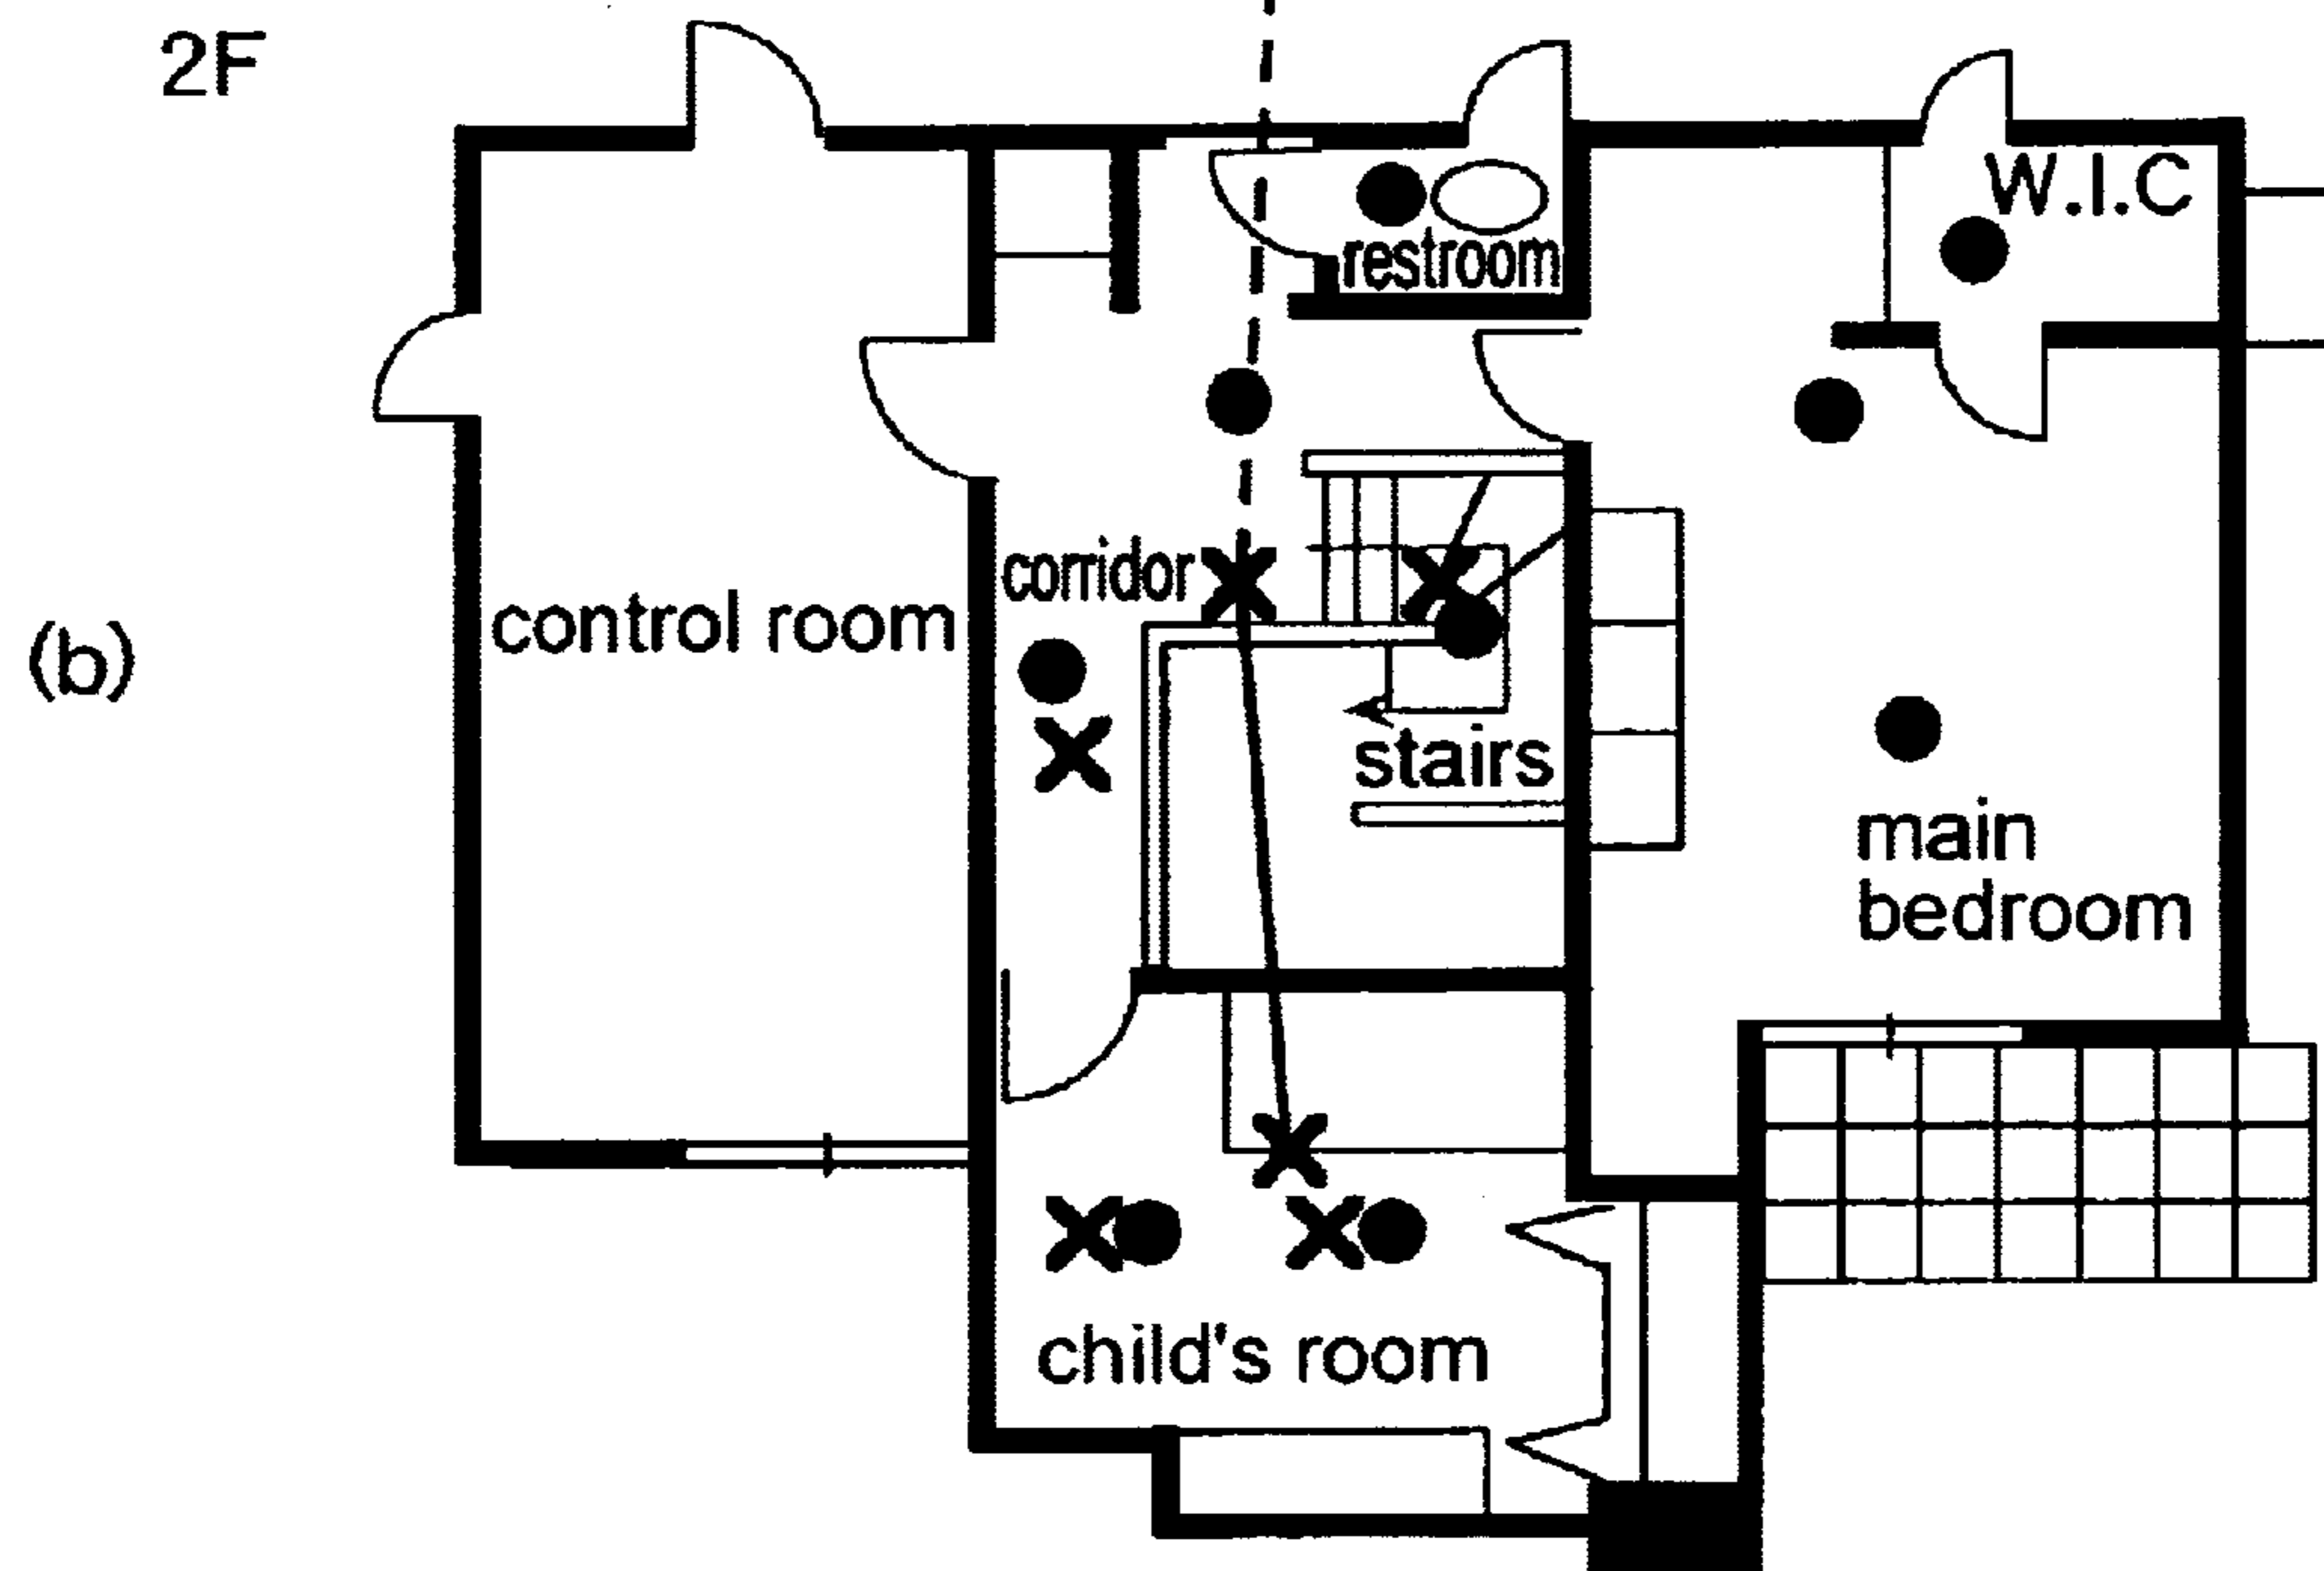 2F
W.I.C
restroom
corridor
control room
(b)
stairs
main
bedroom
child's room